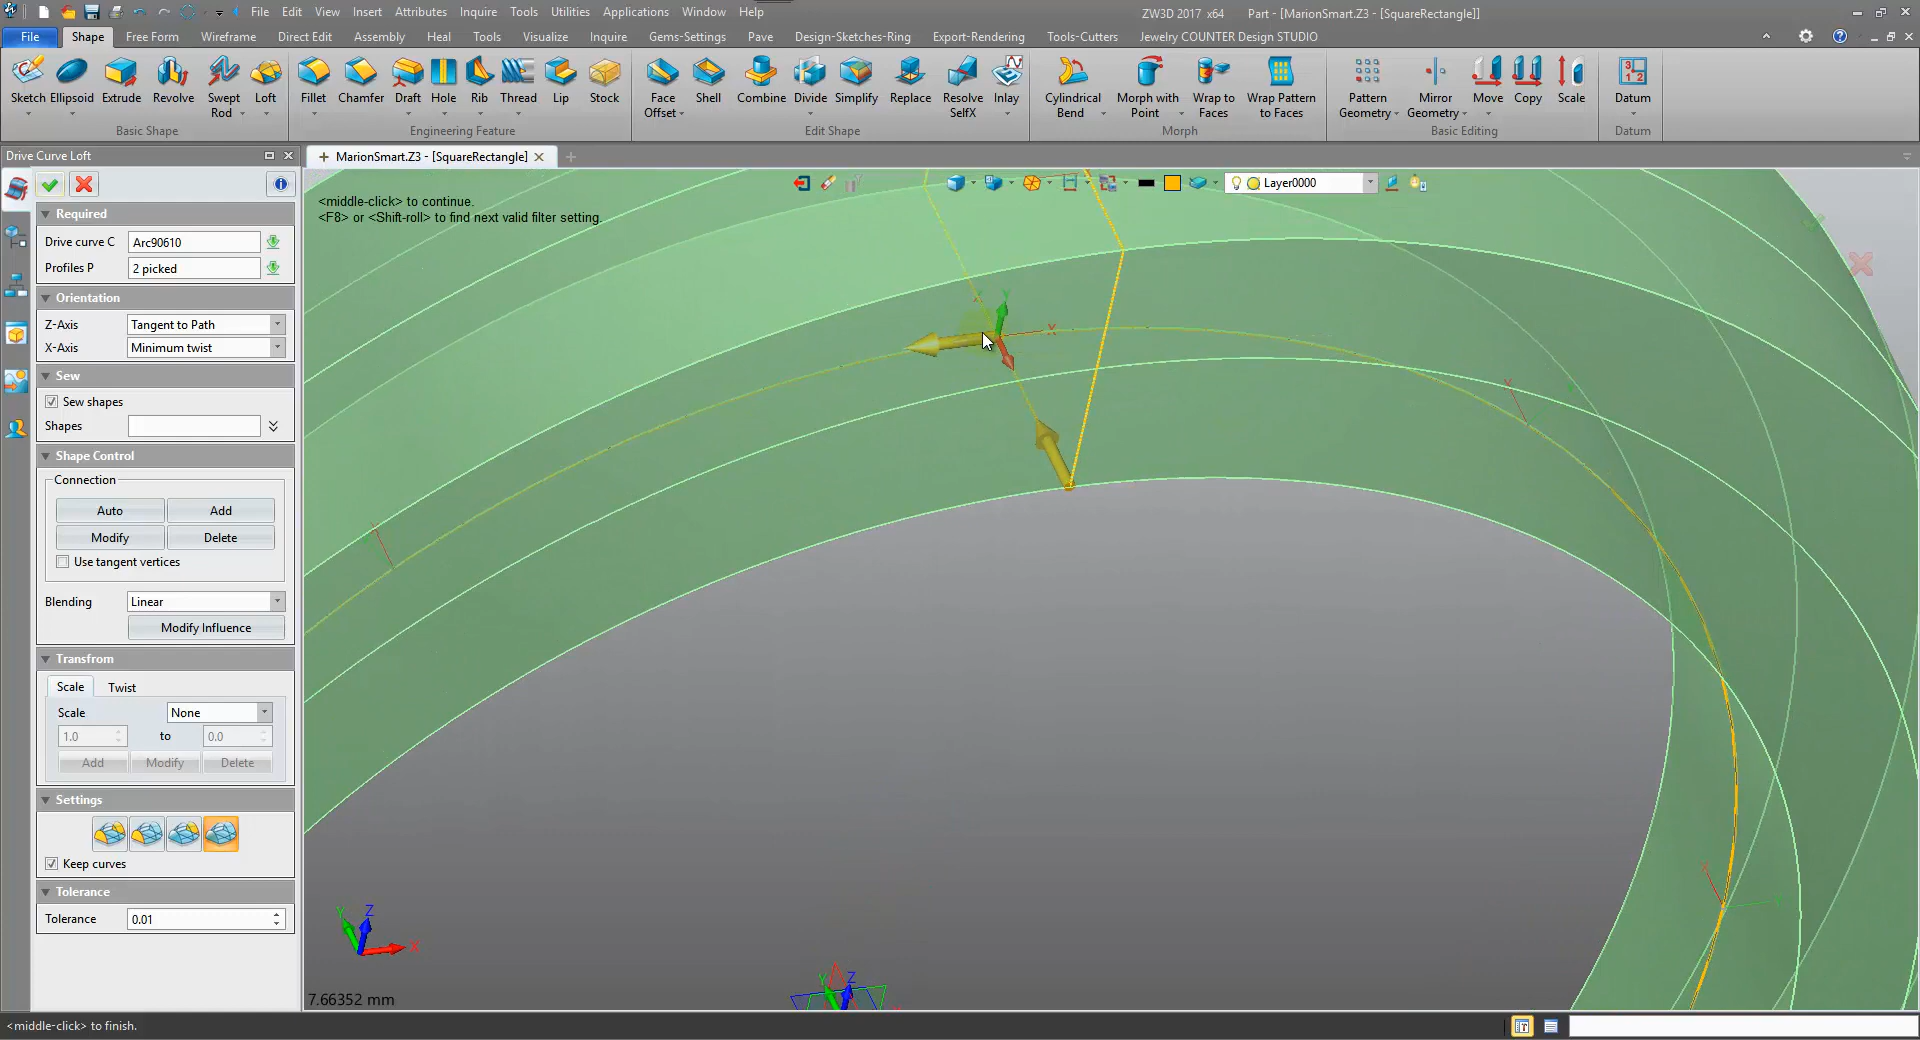 File Edit View Insert Attributes Inquire Tools Utilities Applications Window Help
ZW3D 2017 x64 Part - [MarionSmart.Z3 - [SquareRectangle]]
File Shape Free Form Wireframe Direct Edit Assembly Heal Tools Visualize Inquire Gems-Settings Pave Design-Sketches-Ring Export-Rendering Tools-Cutters Jewelry COUNTER Design STUDIO
Sketch Ellipsoid Extrude Revolve Swept Rod Loft Fillet Chamfer Draft Hole Rib Thread Lip Stock Face Offset Shell Combine Divide Simplify Replace Resolve SelfX Inlay Cylindrical Bend Morph with Point Wrap to Faces Wrap Pattern to Faces Pattern Geometry Mirror Geometry Move Copy Scale Datum
Basic Shape Engineering Feature Edit Shape Morph Basic Editing Datum
Drive Curve Loft
MarionSmart.Z3 - [SquareRectangle]
<middle-click> to continue.
<F8> or <Shift-roll> to find next valid filter setting.
Layer0000
Required
Drive curve C Arc90610
Profiles P 2 picked
Orientation
Z-Axis Tangent to Path
X-Axis Minimum twist
Sew
Sew shapes
Shapes
Shape Control
Connection
Auto Add
Modify Delete
Use tangent vertices
Blending Linear
Modify Influence
Transfrom
Scale Twist
Scale None
1.0 to 0.0
Add Modify Delete
Settings
Keep curves
Tolerance
Tolerance 0.01
X
Y Z
X
Y Z
7.66352 mm
<middle-click> to finish.